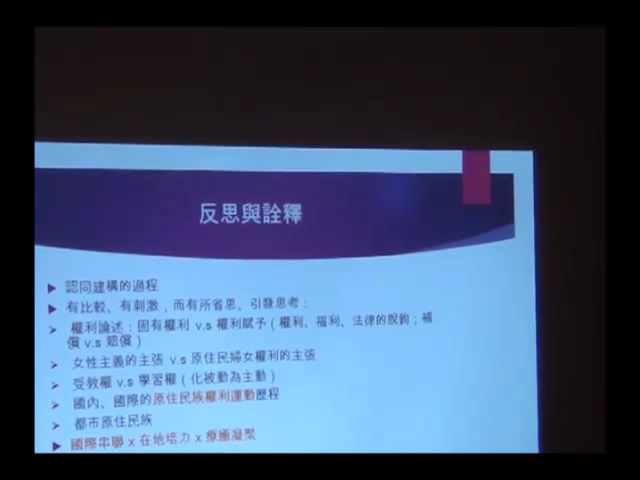 反思與詮釋
認同建構的過程
有比較、有刺激，而有所省思、引發思考：
權利論述：固有權利 v.s 權利賦予（權利、福利、法律的脫鉤；補
償 v.s 賠償）
女性主義的主張 v.s 原住民婦女權利的主張
受教權 v.s 學習權（化被動為主動）
國內、國際的原住民族權利運動歷程
都市原住民族
國際串聯 x 在地培力 x 療癒凝聚